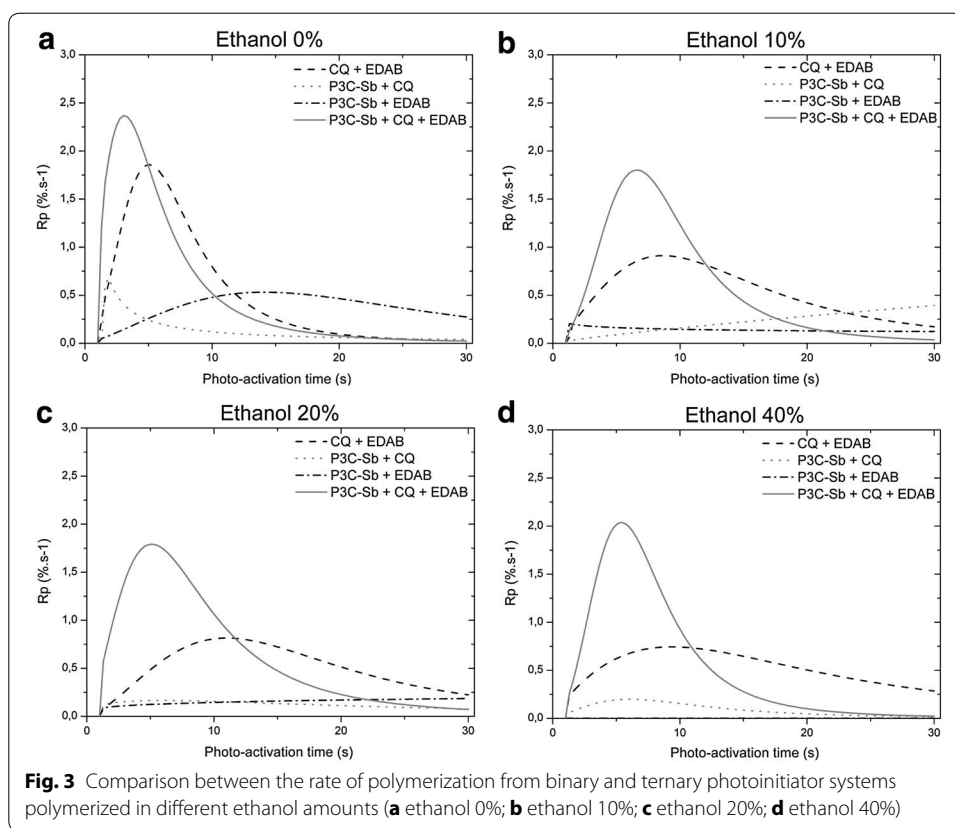 a
Ethanol 0%
3,0
2,5
2,0
1,5
1,0
0,5
0,0
Rp (%.s-1)
CQ + EDAB
P3C-Sb + CQ
P3C-Sb + EDAB
P3C-Sb + CQ + EDAB
0 10 20 30
Photo-activation time (s)
b
Ethanol 10%
3,0
2,5
2,0
1,5
1,0
0,5
0,0
Rp (%.s-1)
CQ + EDAB
P3C-Sb + CQ
P3C-Sb + EDAB
P3C-Sb + CQ + EDAB
0 10 20 30
Photo-activation time (s)
c
Ethanol 20%
3,0
2,5
2,0
1,5
1,0
0,5
0,0
Rp (%.s-1)
CQ + EDAB
P3C-Sb + CQ
P3C-Sb + EDAB
P3C-Sb + CQ + EDAB
0 10 20 30
Photo-activation time (s)
d
Ethanol 40%
3,0
2,5
2,0
1,5
1,0
0,5
0,0
Rp (%.s-1)
CQ + EDAB
P3C-Sb + CQ
P3C-Sb + EDAB
P3C-Sb + CQ + EDAB
0 10 20 30
Photo-activation time (s)
Fig. 3 Comparison between the rate of polymerization from binary and ternary photoinitiator systems
polymerized in different ethanol amounts (a ethanol 0%; b ethanol 10%; c ethanol 20%; d ethanol 40%)